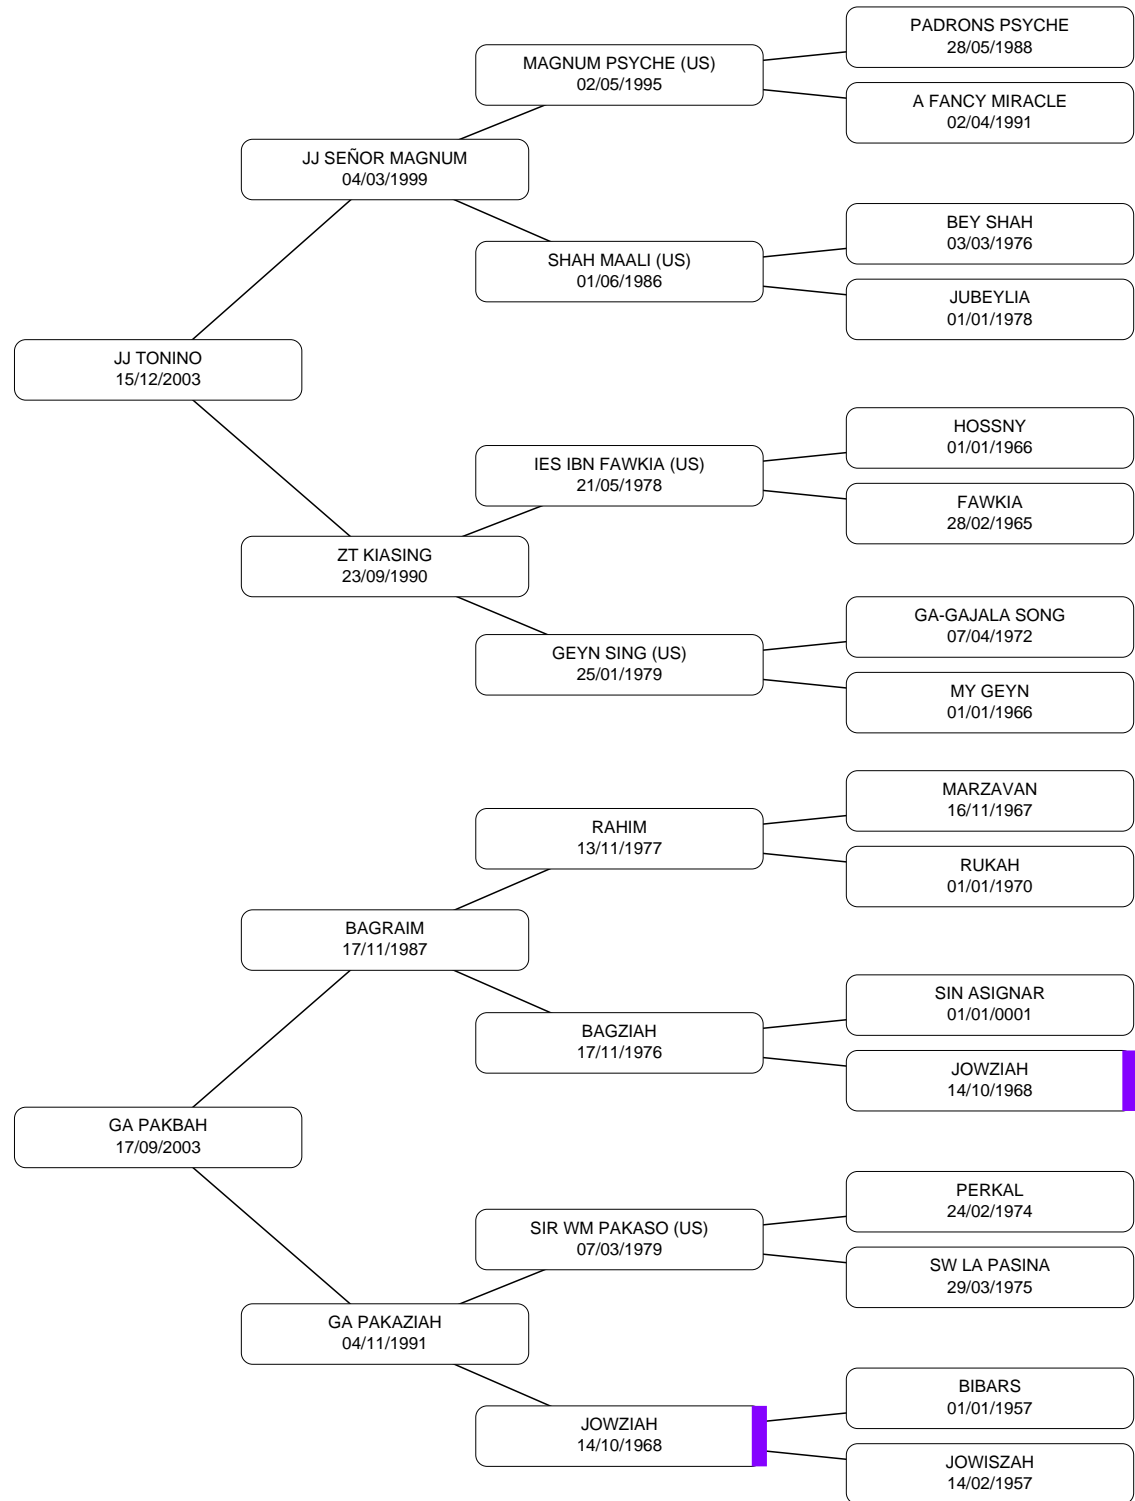 PADRONS PSYCHE
28/05/1988
MAGNUM PSYCHE (US)
02/05/1995
A FANCY MIRACLE
02/04/1991
JJ SEÑOR MAGNUM
04/03/1999
BEY SHAH
03/03/1976
SHAH MAALI (US)
01/06/1986
JUBEYLIA
01/01/1978
JJ TONINO
15/12/2003
HOSSNY
01/01/1966
IES IBN FAWKIA (US)
21/05/1978
FAWKIA
28/02/1965
ZT KIASING
23/09/1990
GA-GAJALA SONG
07/04/1972
GEYN SING (US)
25/01/1979
MY GEYN
01/01/1966
MARZAVAN
16/11/1967
RAHIM
13/11/1977
RUKAH
01/01/1970
BAGRAIM
17/11/1987
SIN ASIGNAR
01/01/0001
BAGZIAH
17/11/1976
JOWZIAH
14/10/1968
GA PAKBAH
17/09/2003
PERKAL
24/02/1974
SIR WM PAKASO (US)
07/03/1979
SW LA PASINA
29/03/1975
GA PAKAZIAH
04/11/1991
BIBARS
01/01/1957
JOWZIAH
14/10/1968
JOWISZAH
14/02/1957